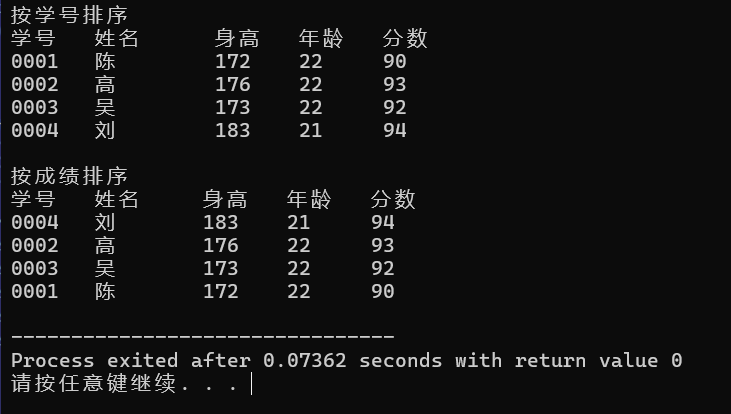 按学号排序
学号 姓名 身高 年龄 分数
0001 陈 172 22 90
0002 高 176 22 93
0003 吴 173 22 92
0004 刘 183 21 94
按成绩排序
学号 姓名 身高 年龄 分数
0004 刘 183 21 94
0002 高 176 22 93
0003 吴 173 22 92
0001 陈 172 22 90
--------------------------------
Process exited after 0.07362 seconds with return value 0
请按任意键继续. . .